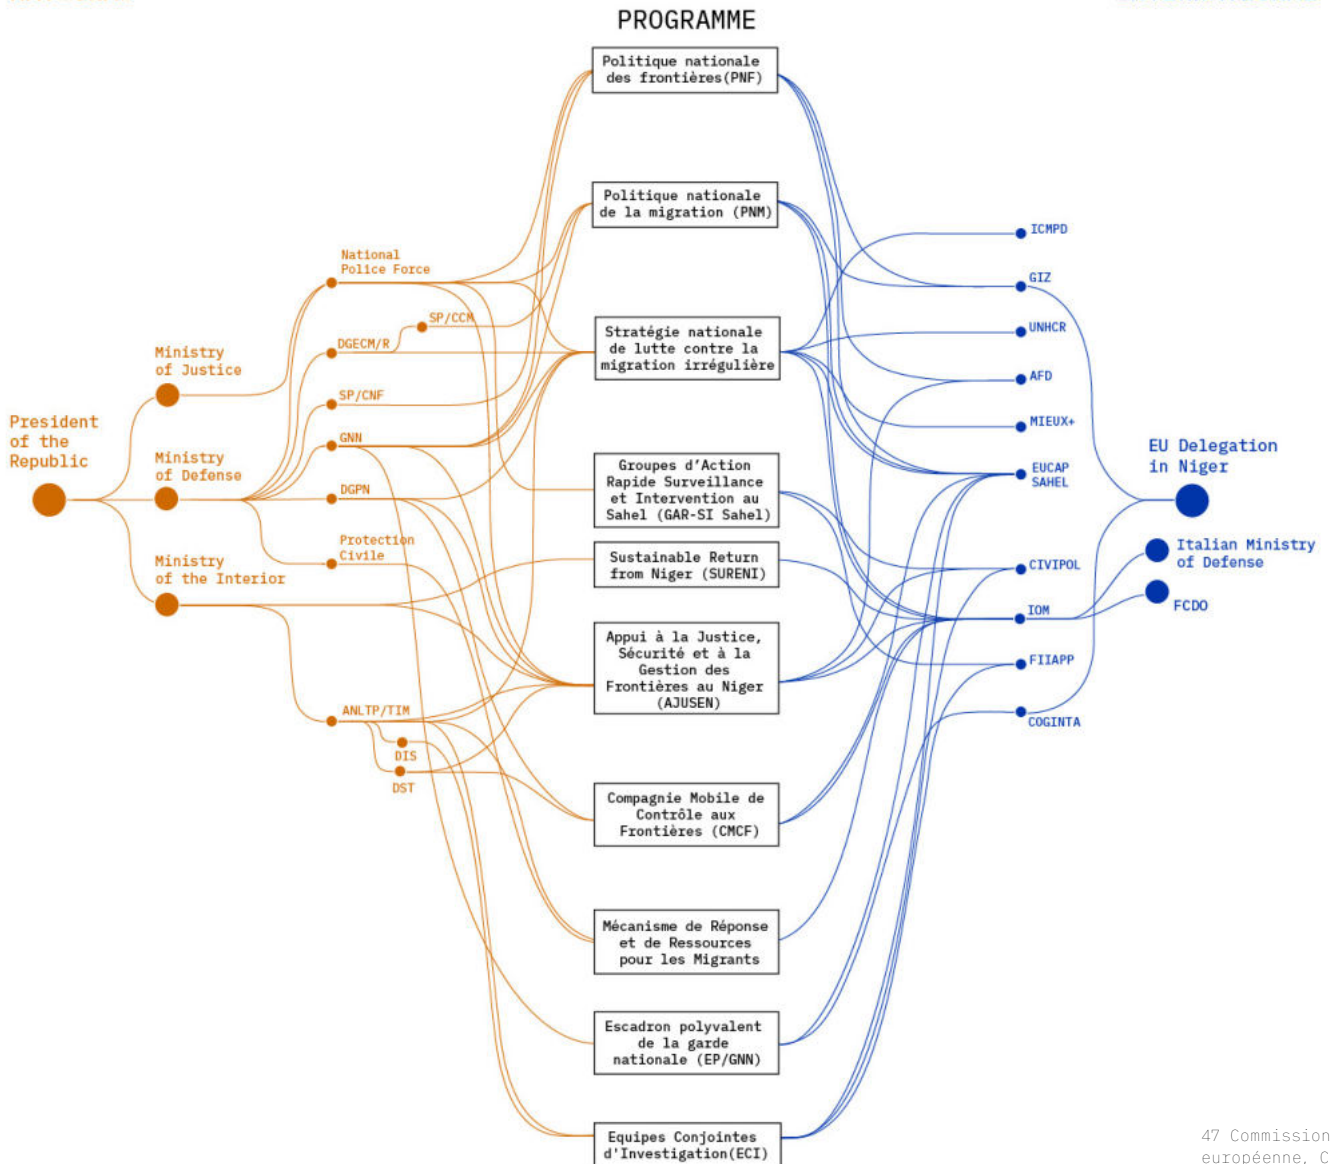 PROGRAMME
Politique nationale
des frontières(PNF)
Politique nationale
de la migration (PNM)
Stratégie nationale
de lutte contre la
migration irrégulière
Groupes d’Action
Rapide Surveillance
et Intervention au
Sahel (GAR-SI Sahel)
Sustainable Return
from Niger (SURENI)
Appui à la Justice,
Sécurité et à la
Gestion des
Frontières au Niger
(AJUSEN)
Compagnie Mobile de
Contrôle aux
Frontières (CMCF)
Mécanisme de Réponse
et de Ressources
pour les Migrants
Escadron polyvalent
de la garde
nationale (EP/GNN)
Equipes Conjointes
d'Investigation(ECI)
President
of the
Republic
Ministry
of Justice
Ministry
of Defense
Ministry
of the Interior
National
Police Force
SP/CCM
DGECM/R
SP/CNF
GNN
DGPN
Protection
Civile
ANLTP/TIM
DIS
DST
ICMPD
GIZ
UNHCR
AFD
MIEUX+
EUCAP
SAHEL
CIVIPOL
IOM
FIIAPP
COGINTA
EU Delegation
in Niger
Italian Ministry
of Defense
FCDO
47 Commission
européenne, C